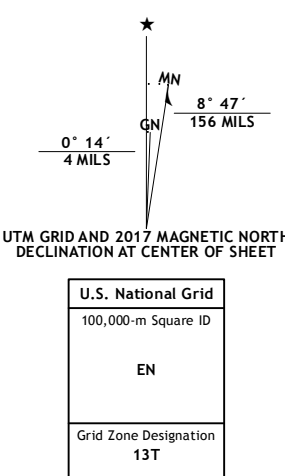 ★
MN
8° 47´
156 MILS
GN
0° 14´
4 MILS
UTM GRID AND 2017 MAGNETIC NORTH
DECLINATION AT CENTER OF SHEET
U.S. National Grid
100,000-m Square ID
EN
Grid Zone Designation
13T